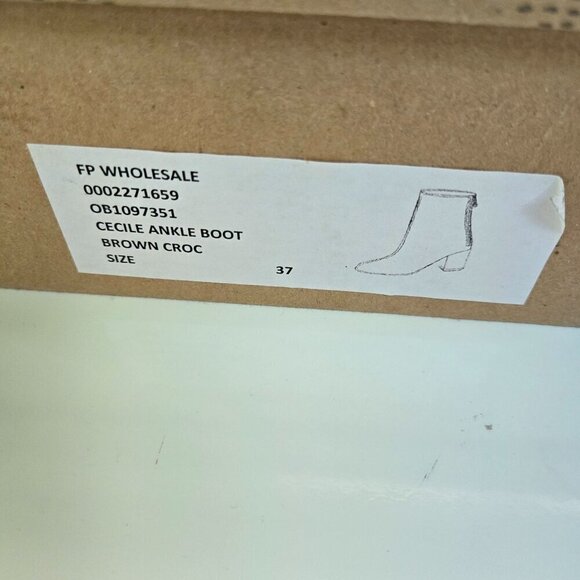 FP WHOLESALE
0002271659
OB1097351
CECILE ANKLE BOOT
BROWN CROC
SIZE 37